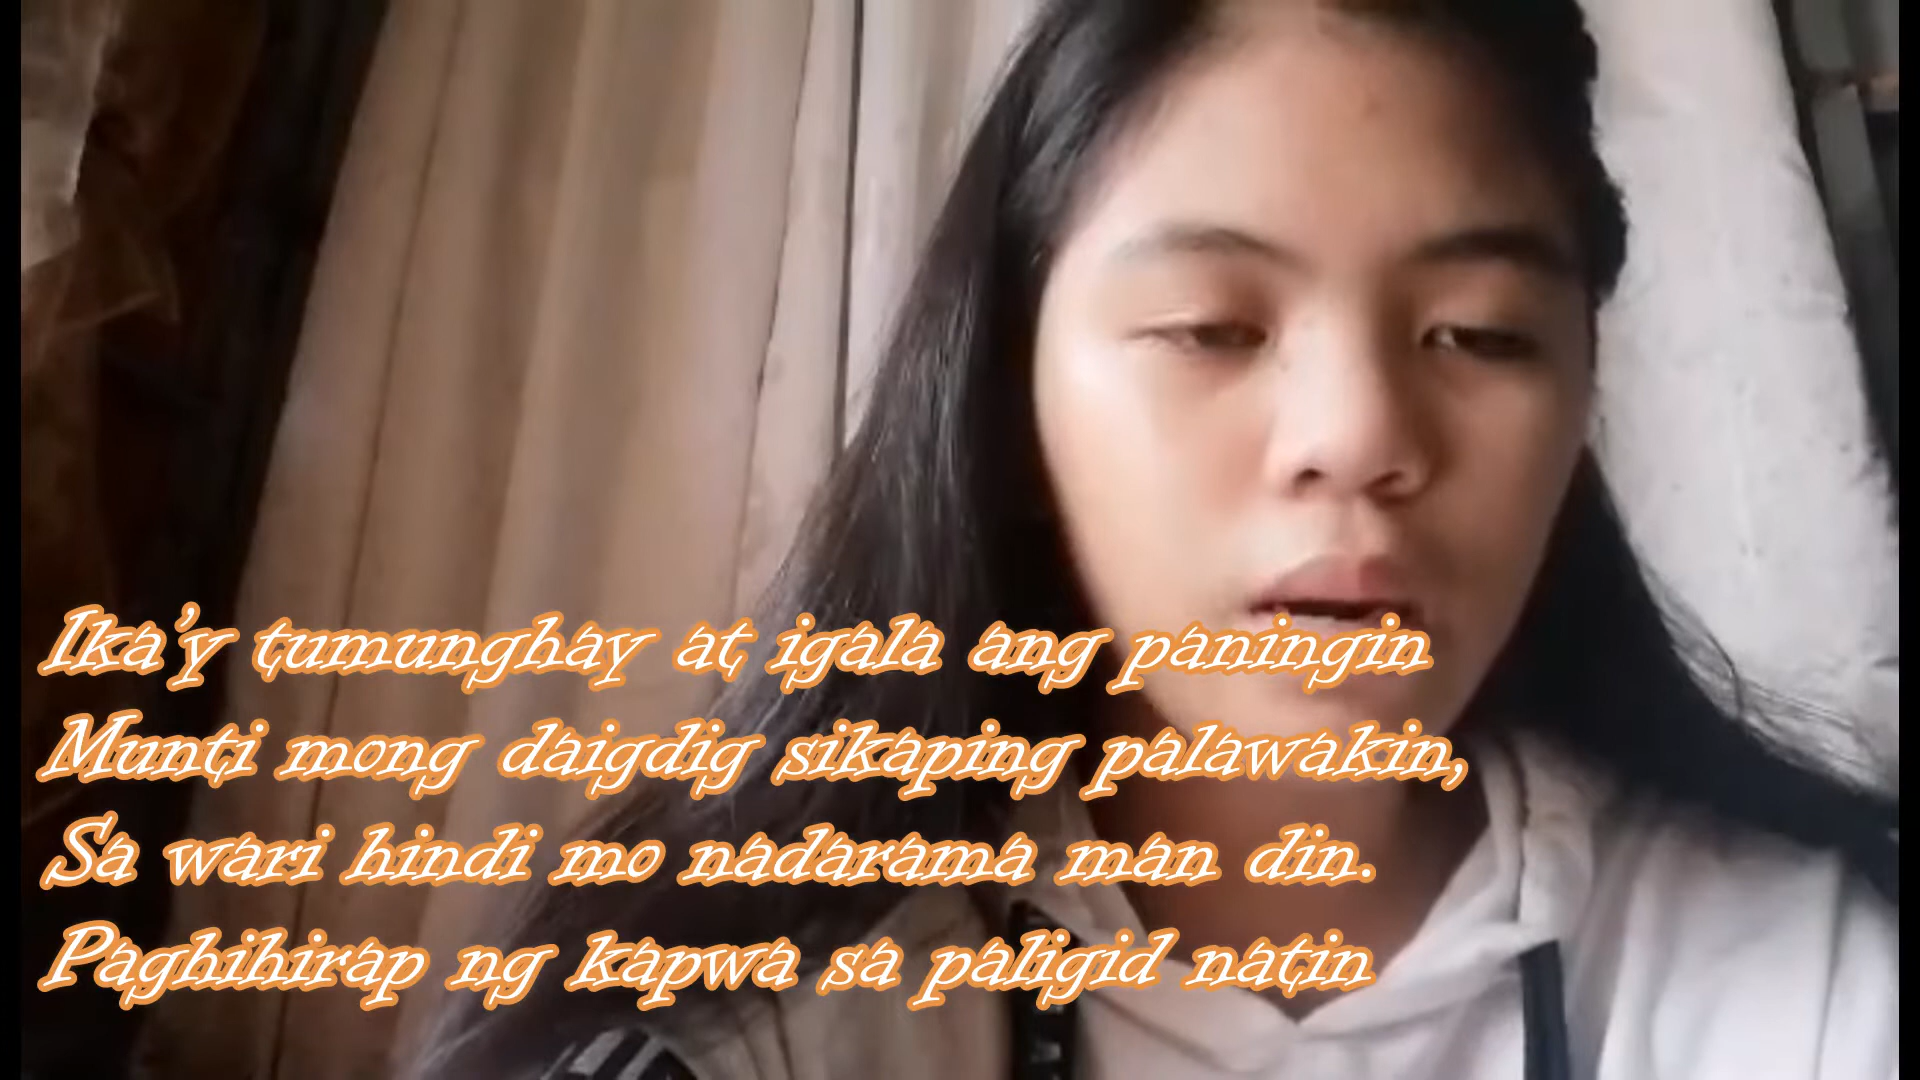 Ika'y tumunghay at igala ang paningin
Munti mong daigdig sikaping palawakin,
Sa wari hindi mo nadarama man din.
Paghihirap ng kapwa sa paligid natin